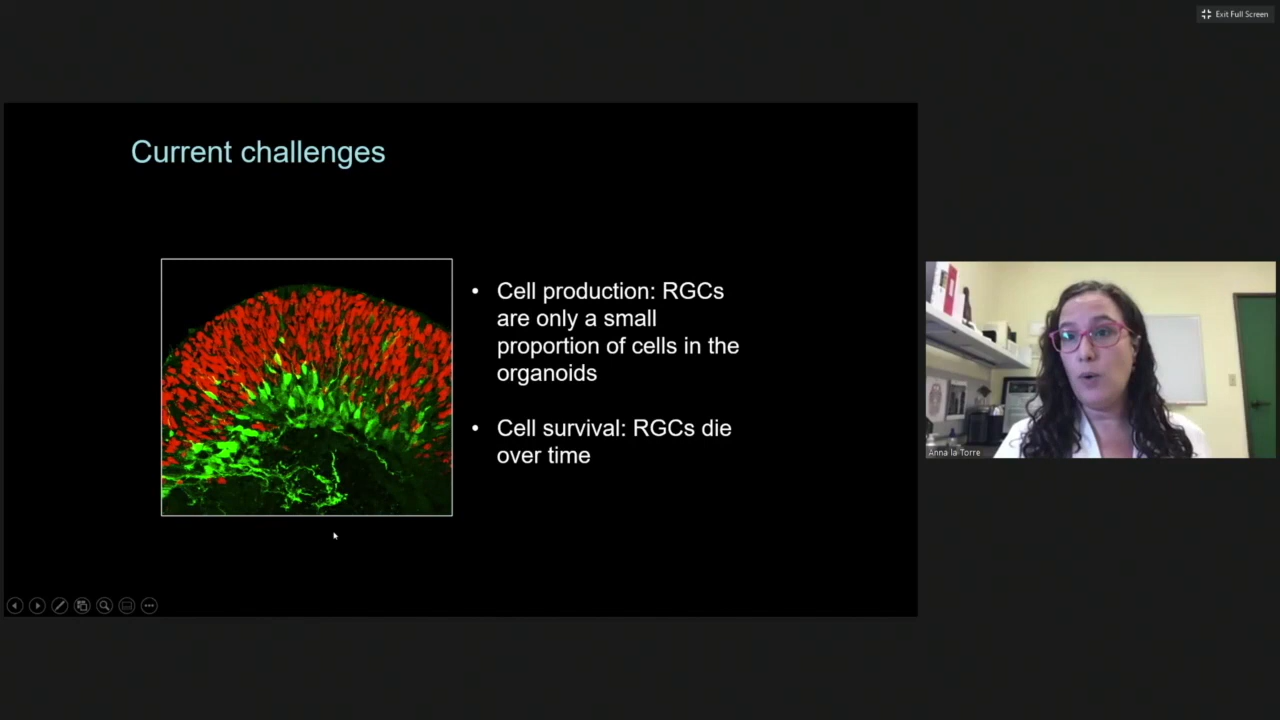 Exit Full Screen
Current challenges
• Cell production: RGCs
are only a small
proportion of cells in the
organoids
• Cell survival: RGCs die
over time
Anna la Torre